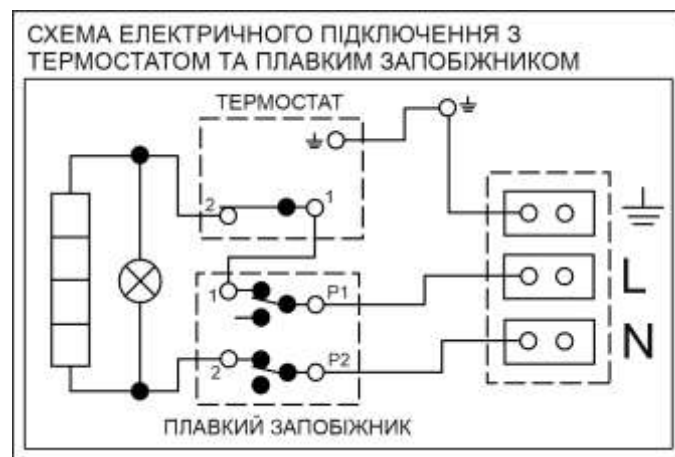 СХЕМА ЕЛЕКТРИЧНОГО ПІДКЛЮЧЕННЯ З
ТЕРМОСТАТОМ ТА ПЛАВКИМ ЗАПОБІЖНИКОМ
ТЕРМОСТАТ
2
1
1
P1
L
2
P2
N
ПЛАВКИЙ ЗАПОБІЖНИК